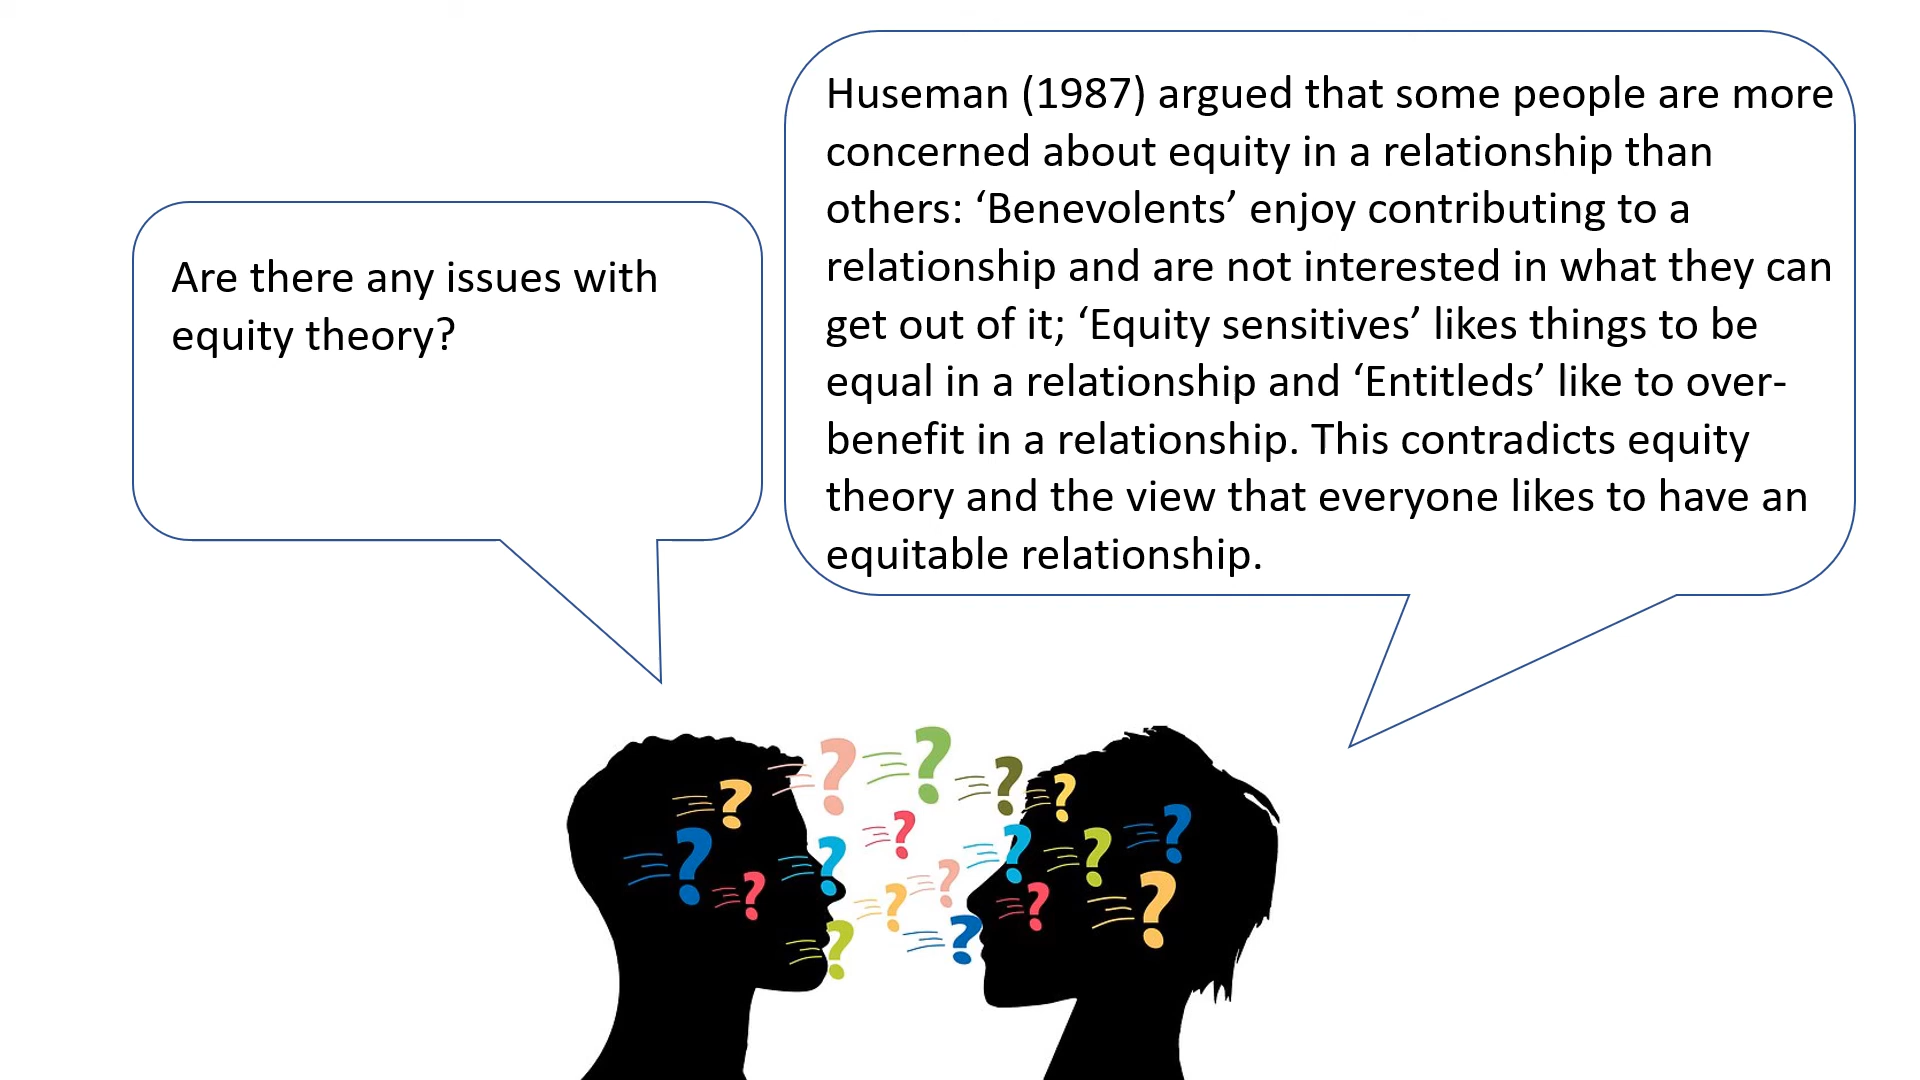 Are there any issues with
equity theory?
Huseman (1987) argued that some people are more
concerned about equity in a relationship than
others: ‘Benevolents’ enjoy contributing to a
relationship and are not interested in what they can
get out of it; ‘Equity sensitives’ likes things to be
equal in a relationship and ‘Entitleds’ like to over-
benefit in a relationship. This contradicts equity
theory and the view that everyone likes to have an
equitable relationship.